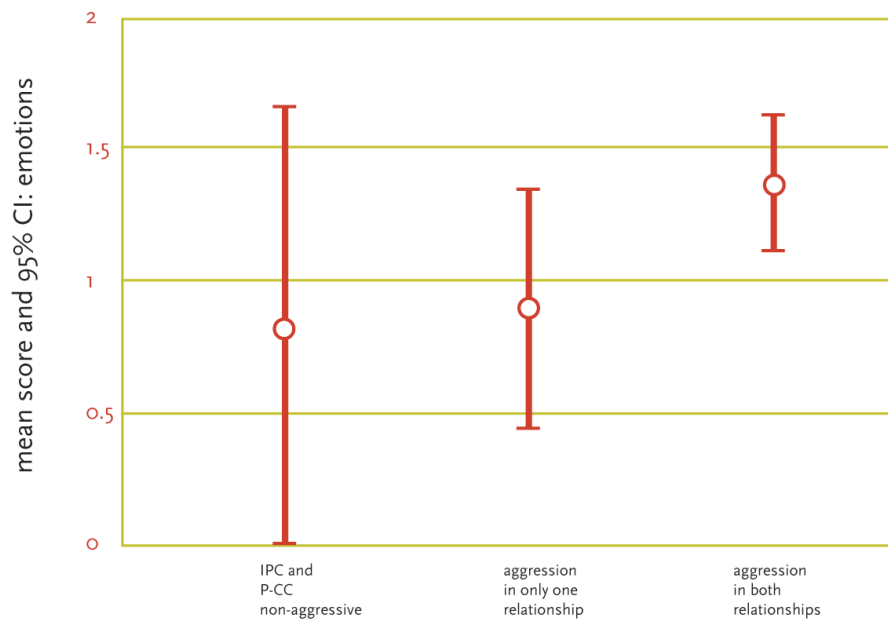 mean score and 95% CI: emotions
2
1.5
1
0.5
0
IPC and
P-CC
non-aggressive
aggression
in only one
relationship
aggression
in both
relationships